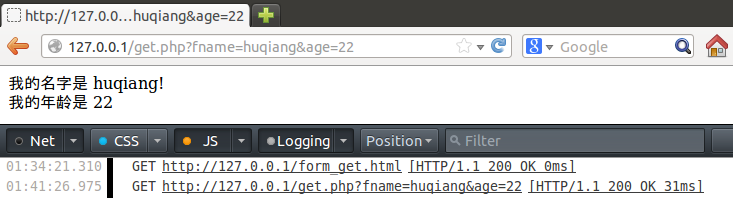 http://127.0.0...huqiang&age=22
127.0.0.1/get.php?fname=huqiang&age=22
Google
我的名字是 huqiang!
我的年龄是 22
Net CSS JS Logging Position Filter
01:34:21.310 GET http://127.0.0.1/form_get.html [HTTP/1.1 200 OK 0ms]
01:41:26.975 GET http://127.0.0.1/get.php?fname=huqiang&age=22 [HTTP/1.1 200 OK 31ms]